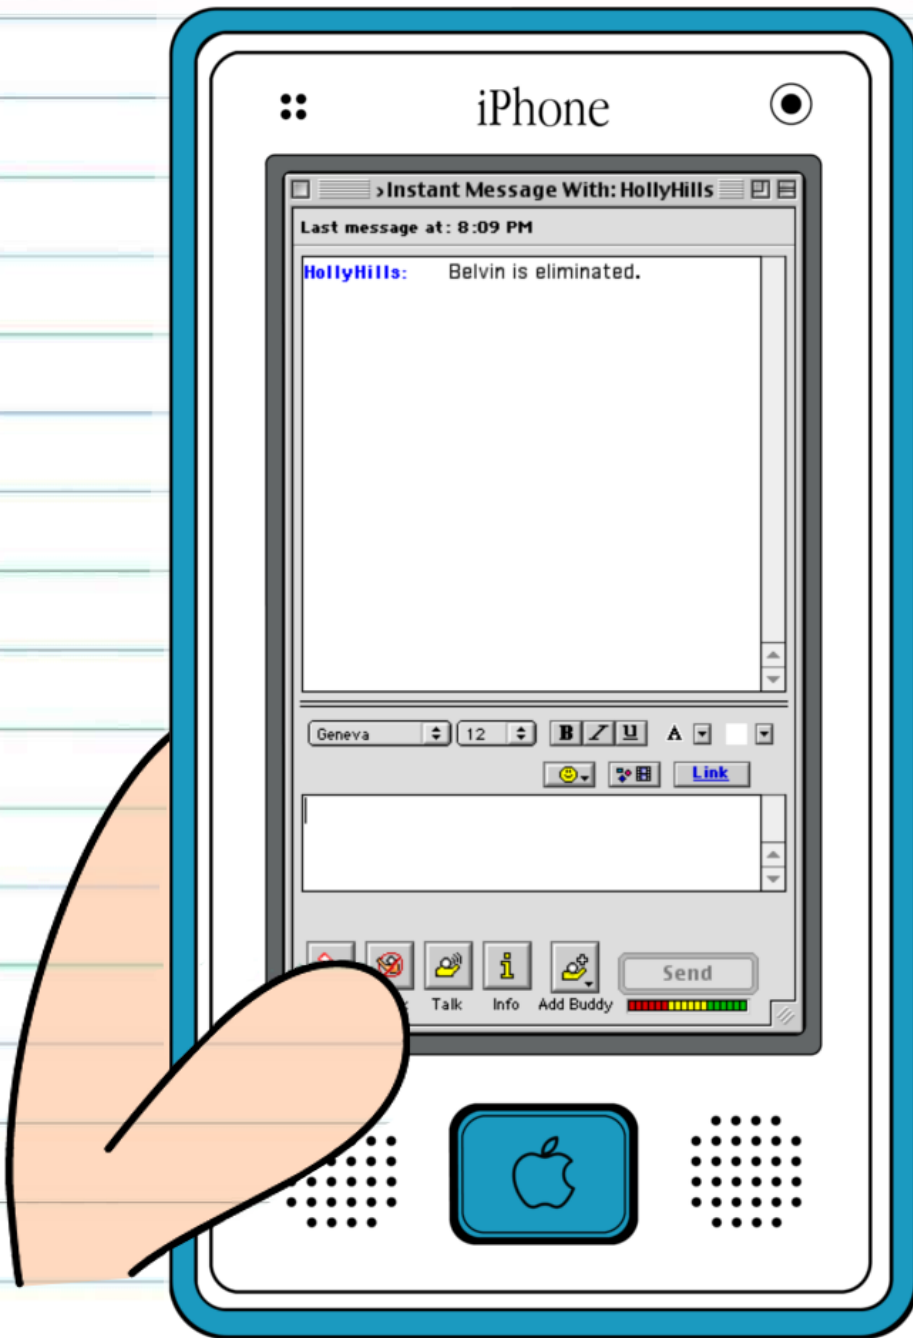 iPhone
›Instant Message With: HollyHills
Last message at: 8:09 PM
HollyHills: Belvin is eliminated.
Geneva 12 B I U A
Link
Talk Info Add Buddy Send